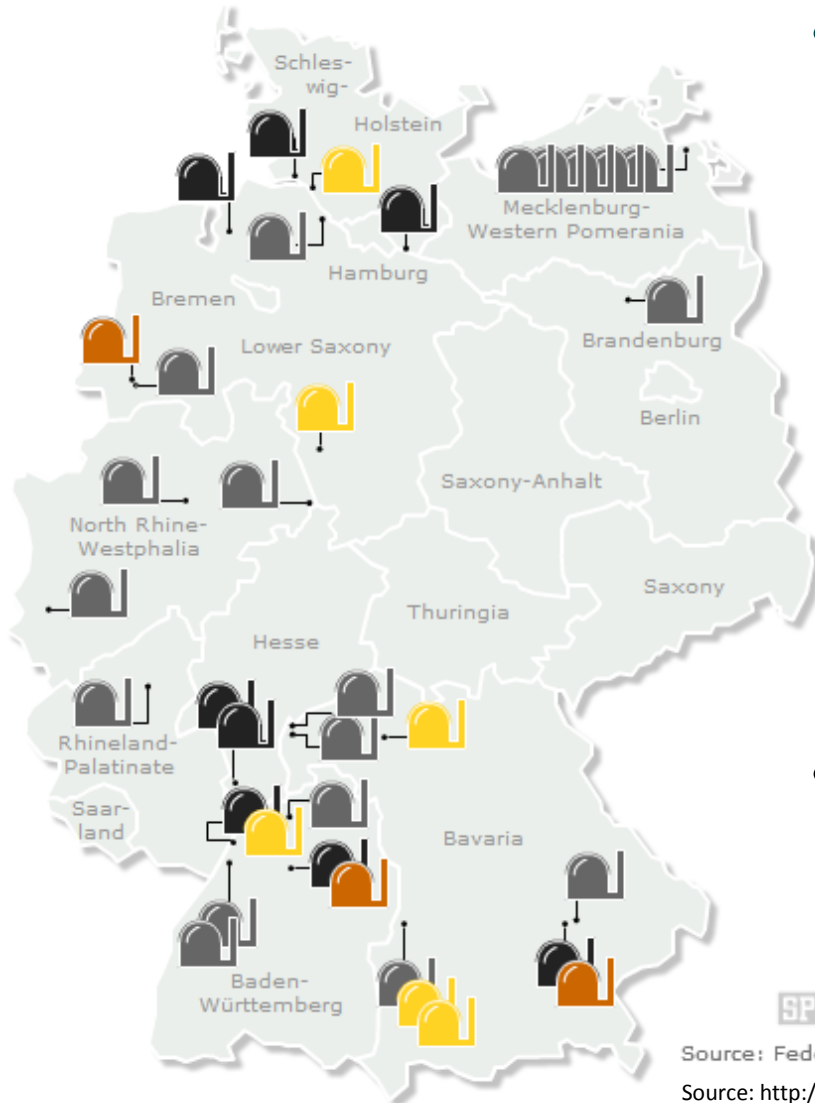 Schles-
wig-
Holstein
Mecklenburg-
Western Pomerania
Hamburg
Bremen
Brandenburg
Lower Saxony
Berlin
Saxony-Anhalt
North Rhine-
Westphalia
Saxony
Thuringia
Hesse
Rhineland-
Palatinate
Saar-
land
Bavaria
Baden-
Württemberg
SP
Source: Fed
Source: http:/